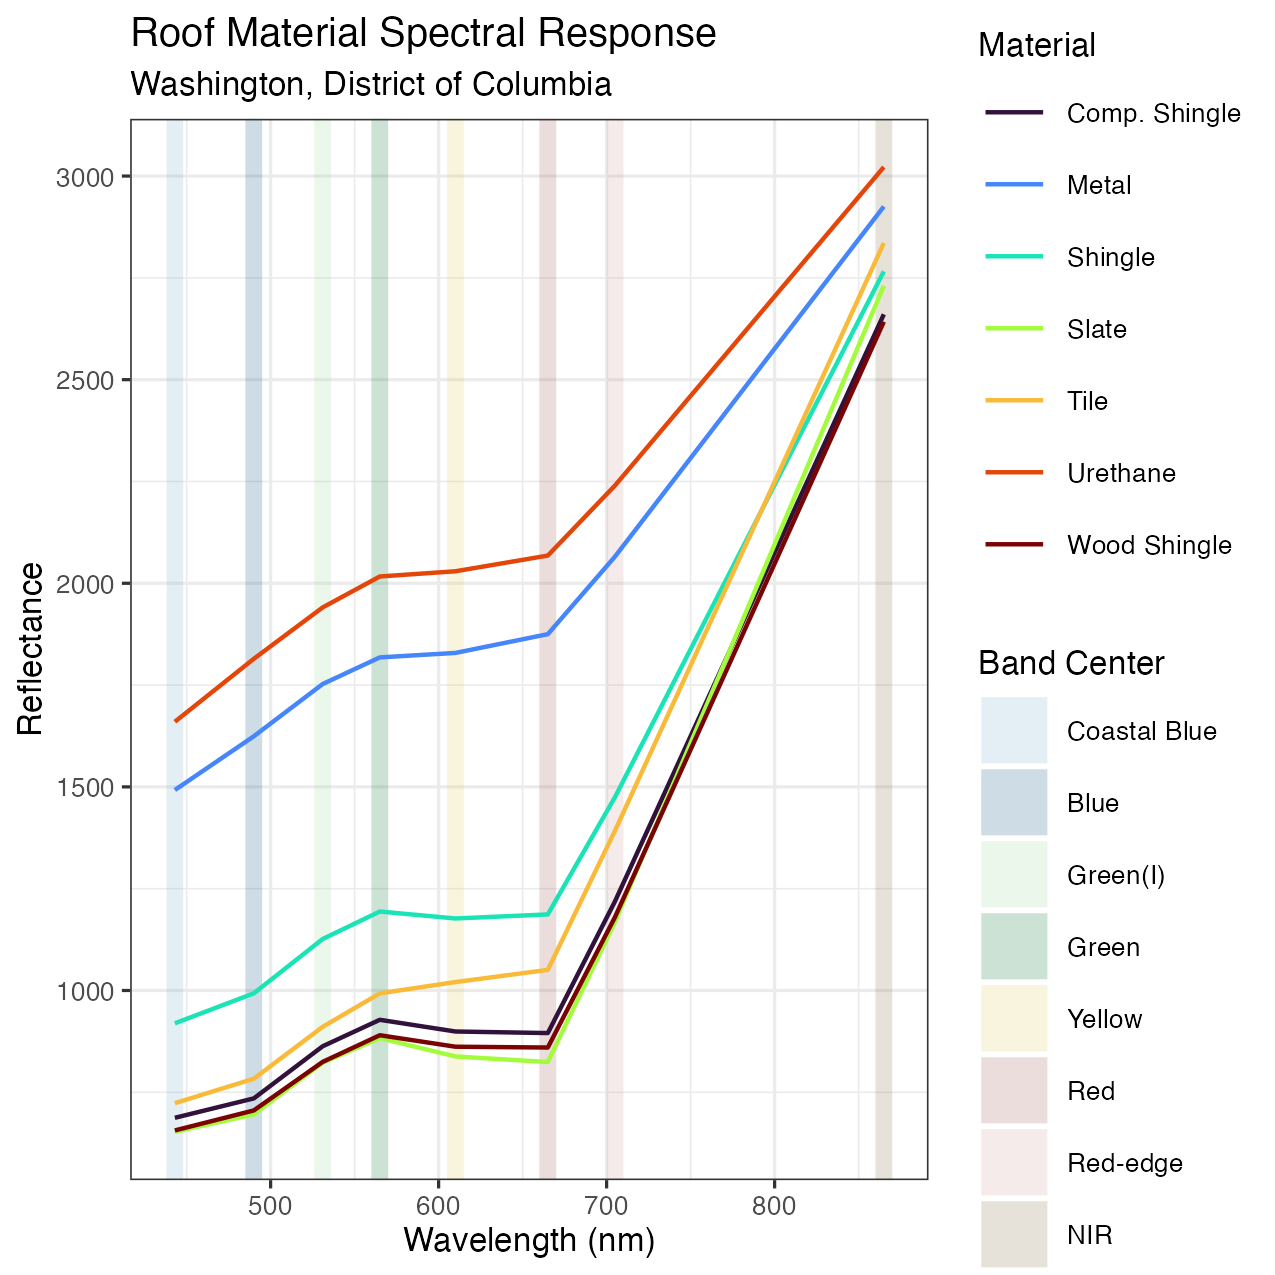 Roof Material Spectral Response
Washington, District of Columbia
Reflectance
3000
2500
2000
1500
1000
500
600
700
800
Wavelength (nm)
Material
Comp. Shingle
Metal
Shingle
Slate
Tile
Urethane
Wood Shingle
Band Center
Coastal Blue
Blue
Green(I)
Green
Yellow
Red
Red-edge
NIR